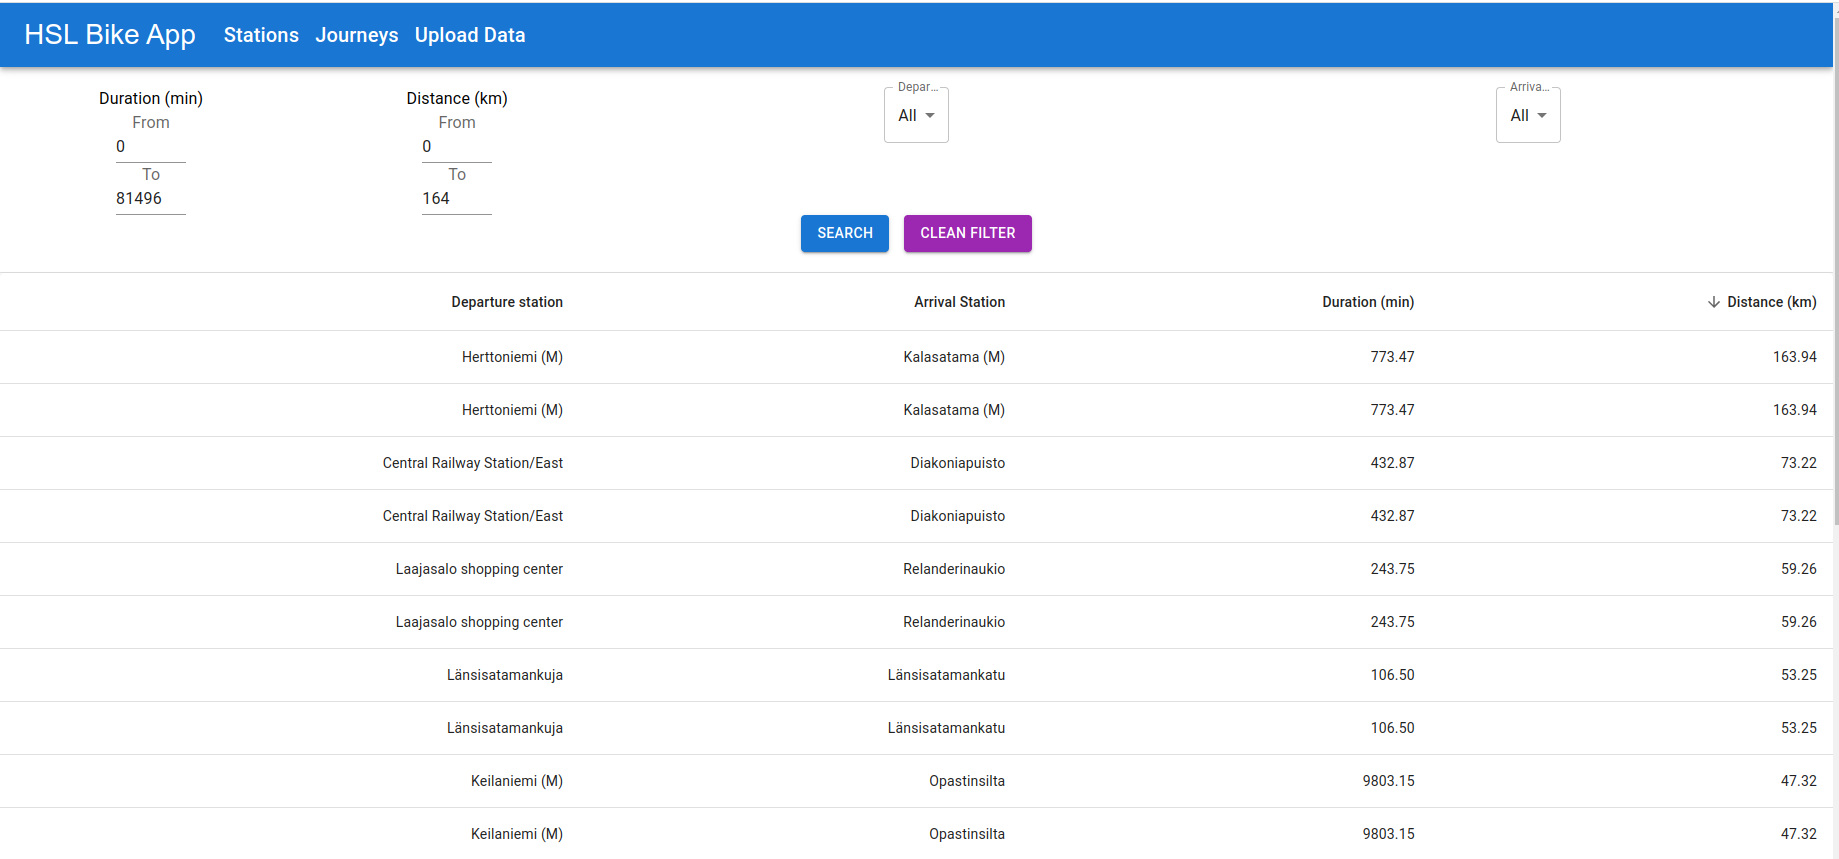 HSL Bike App Stations Journeys Upload Data
Duration (min) Distance (km) Depar... Arriva...
From From All All
0 0
To To
81496 164
SEARCH CLEAN FILTER
Departure station Arrival Station Duration (min) Distance (km)
Herttoniemi (M) Kalasatama (M) 773.47 163.94
Herttoniemi (M) Kalasatama (M) 773.47 163.94
Central Railway Station/East Diakoniapuisto 432.87 73.22
Central Railway Station/East Diakoniapuisto 432.87 73.22
Laajasalo shopping center Relanderinaukio 243.75 59.26
Laajasalo shopping center Relanderinaukio 243.75 59.26
Länsisatamankuja Länsisatamankatu 106.50 53.25
Länsisatamankuja Länsisatamankatu 106.50 53.25
Keilaniemi (M) Opastinsilta 9803.15 47.32
Keilaniemi (M) Opastinsilta 9803.15 47.32